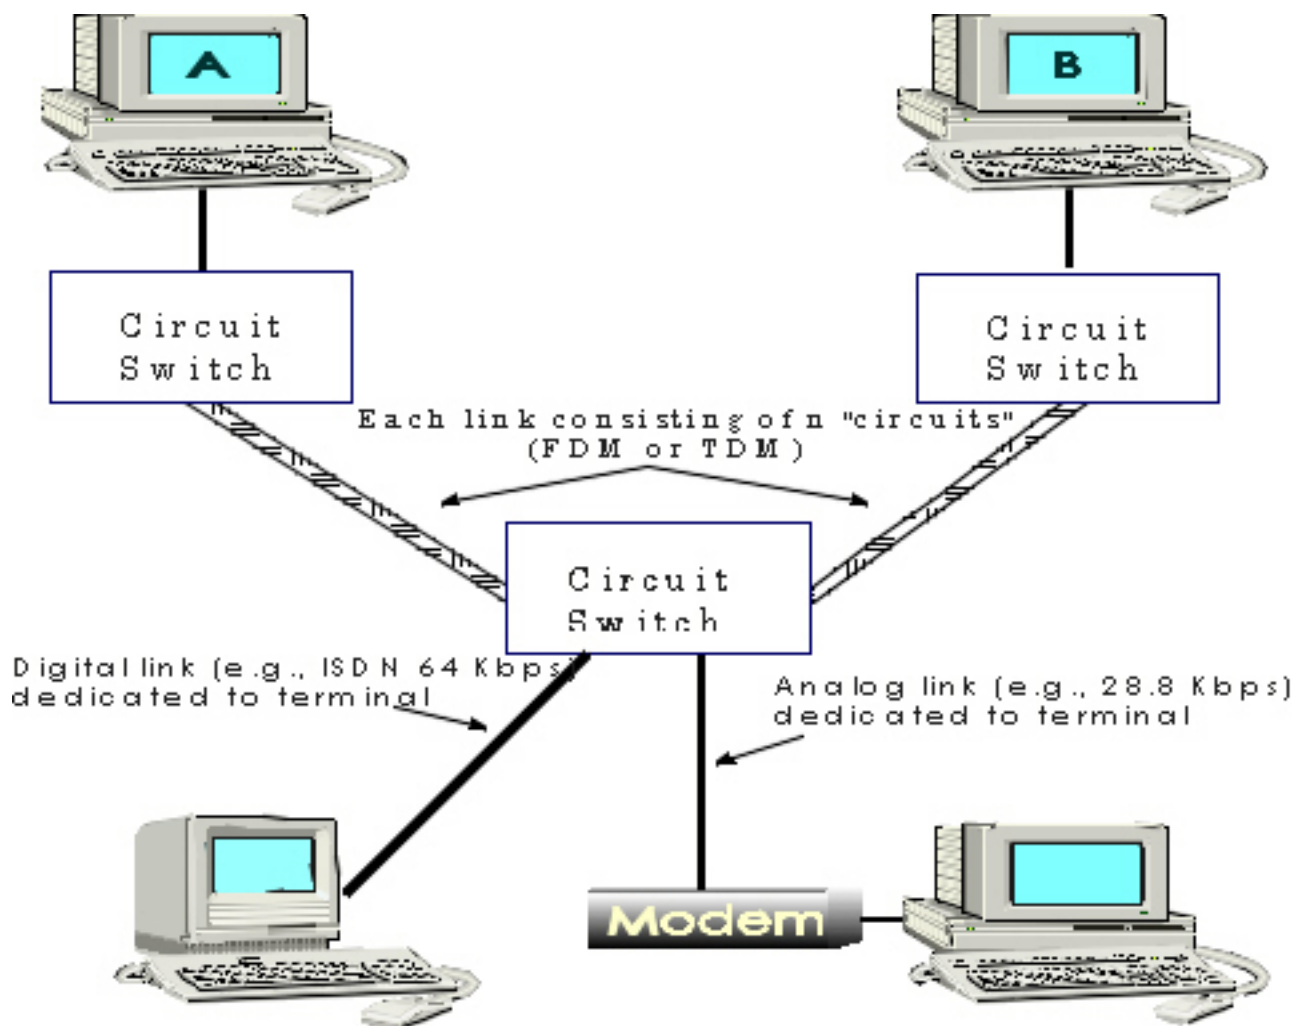 A
B
Circuit
Switch
Circuit
Switch
Each link consisting of n "circuits"
(FDM or TDM)
Circuit
Switch
Digital link (e.g., ISDN 64 Kbps)
dedicated to terminal
Analog link (e.g., 28.8 Kbps)
dedicated to terminal
Modem